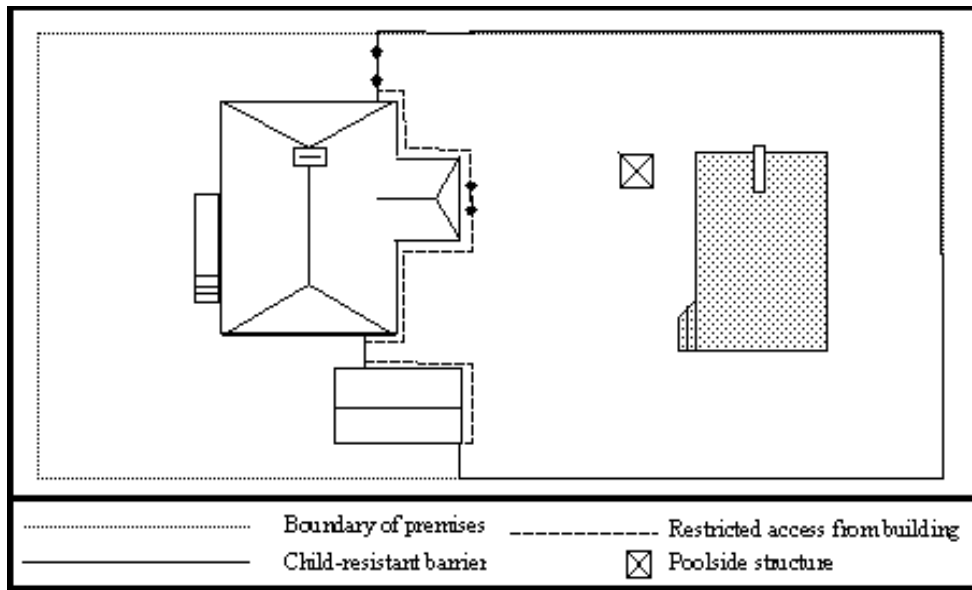 Boundary of premises
Restricted access from building
Child-resistant barrier
Poolside structure